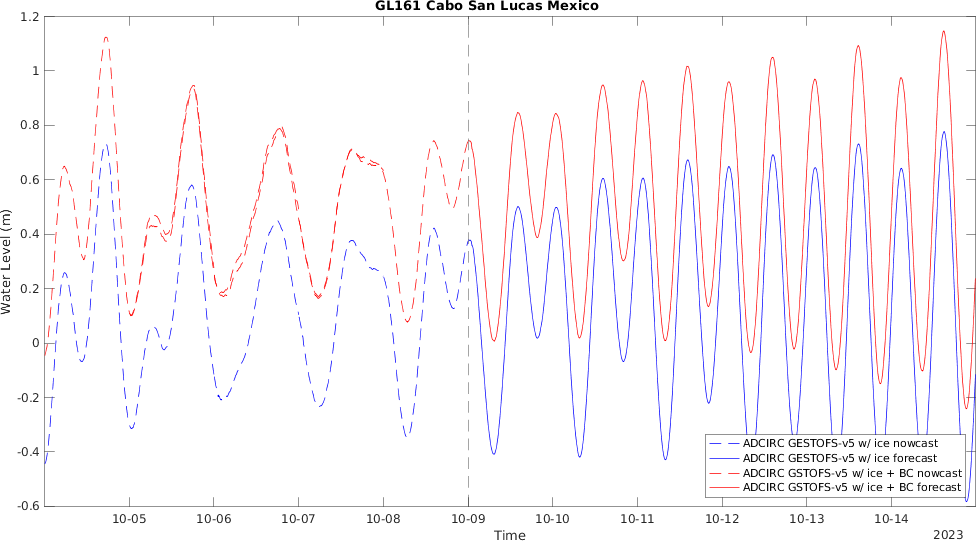 GL161 Cabo San Lucas Mexico
1.2
1
0.8
0.6
0.4
0.2
0
-0.2
-0.4
-0.6
Water Level (m)
ADCIRC GESTOFS-v5 w/ ice nowcast
ADCIRC GESTOFS-v5 w/ ice forecast
ADCIRC GSTOFS-v5 w/ ice + BC nowcast
ADCIRC GSTOFS-v5 w/ ice + BC forecast
10-05 10-06 10-07 10-08 10-09 10-10 10-11 10-12 10-13 10-14
Time
2023